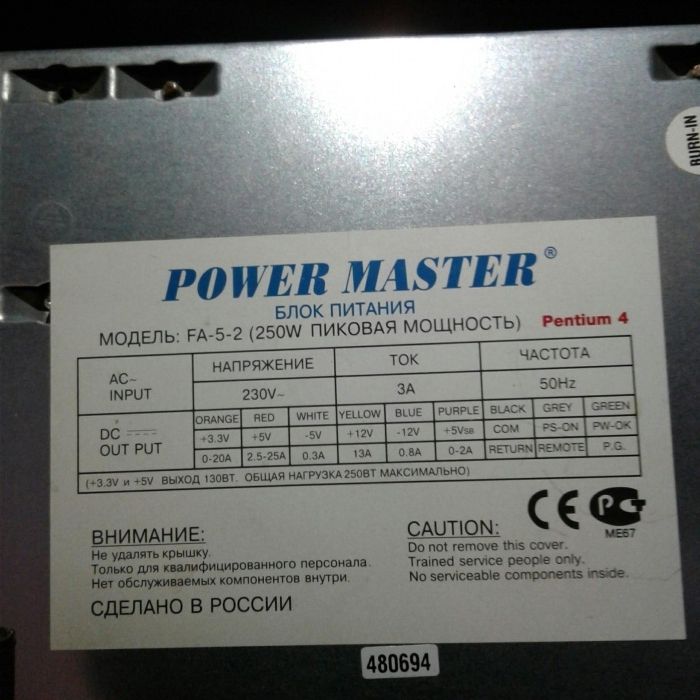 BURN-IN
POWER MASTER®
БЛОК ПИТАНИЯ
МОДЕЛЬ: FA-5-2 (250W ПИКОВАЯ МОЩНОСТЬ) Pentium 4
AC~ INPUT НАПРЯЖЕНИЕ ТОК ЧАСТОТА
230V~ 3A 50Hz
DC OUT PUT ORANGE RED WHITE YELLOW BLUE PURPLE BLACK GREY GREEN
+3.3V +5V -5V +12V -12V +5VSB COM PS-ON PW-OK
0-20A 2.5-25A 0.3A 13A 0.8A 0-2A RETURN REMOTE P.G.
(+3.3V и +5V ВЫХОД 130ВТ. ОБЩАЯ НАГРУЗКА 250ВТ МАКСИМАЛЬНО)
CE РСТ
ME67
ВНИМАНИЕ:
Не удалять крышку.
Только для квалифицированного персонала.
Нет обслуживаемых компонентов внутри.
CAUTION:
Do not remove this cover.
Trained service people only.
No serviceable components inside.
СДЕЛАНО В РОССИИ
480694